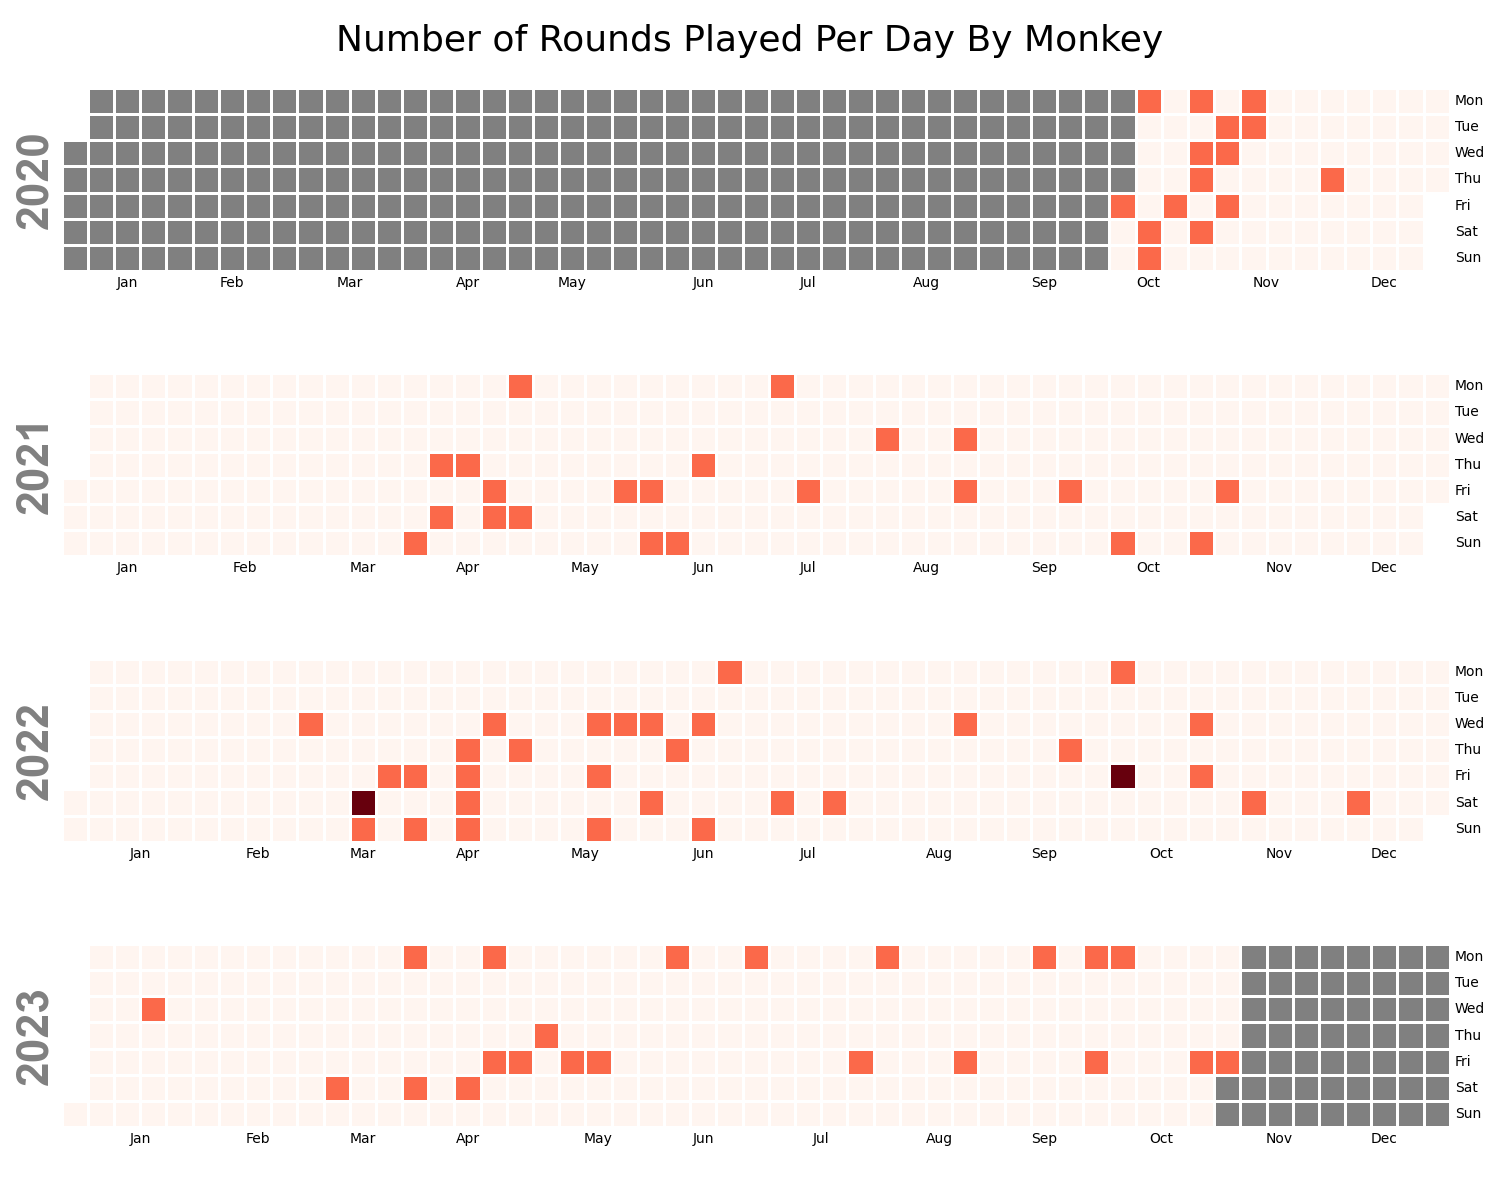 Number of Rounds Played Per Day By Monkey
2020
Mon
Tue
Wed
Thu
Fri
Sat
Sun
Jan Feb Mar Apr May Jun Jul Aug Sep Oct Nov Dec
2021
Mon
Tue
Wed
Thu
Fri
Sat
Sun
Jan Feb Mar Apr May Jun Jul Aug Sep Oct Nov Dec
2022
Mon
Tue
Wed
Thu
Fri
Sat
Sun
Jan Feb Mar Apr May Jun Jul Aug Sep Oct Nov Dec
2023
Mon
Tue
Wed
Thu
Fri
Sat
Sun
Jan Feb Mar Apr May Jun Jul Aug Sep Oct Nov Dec